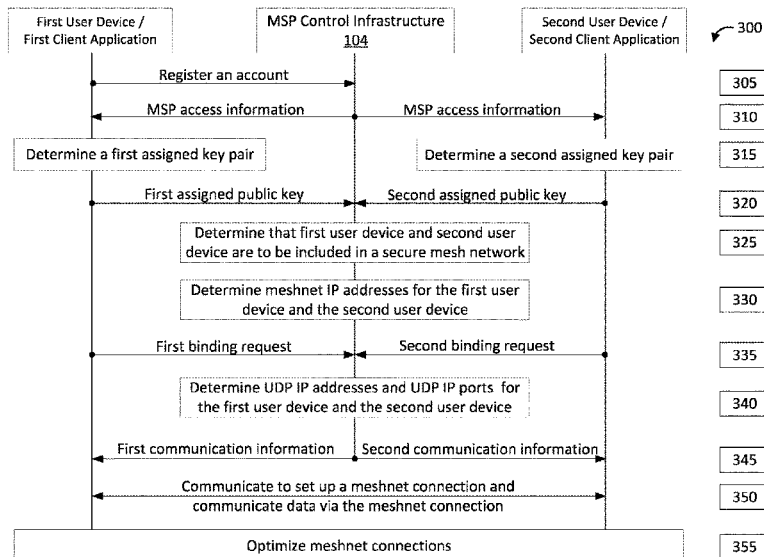 First User Device /
First Client Application
MSP Control Infrastructure
104
Second User Device /
Second Client Application
300
Register an account
305
MSP access information
MSP access information
310
Determine a first assigned key pair
Determine a second assigned key pair
315
First assigned public key
Second assigned public key
320
Determine that first user device and second user
device are to be included in a secure mesh network
325
Determine meshnet IP addresses for the first user
device and the second user device
330
First binding request
Second binding request
335
Determine UDP IP addresses and UDP IP ports for
the first user device and the second user device
340
First communication information
Second communication information
345
Communicate to set up a meshnet connection and
communicate data via the meshnet connection
350
Optimize meshnet connections
355